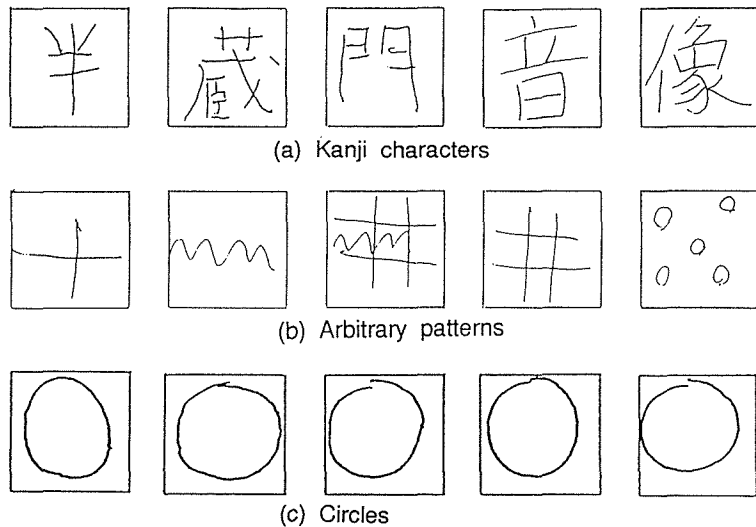 半 蔵 門 音 像
(a) Kanji characters
(b) Arbitrary patterns
(c) Circles